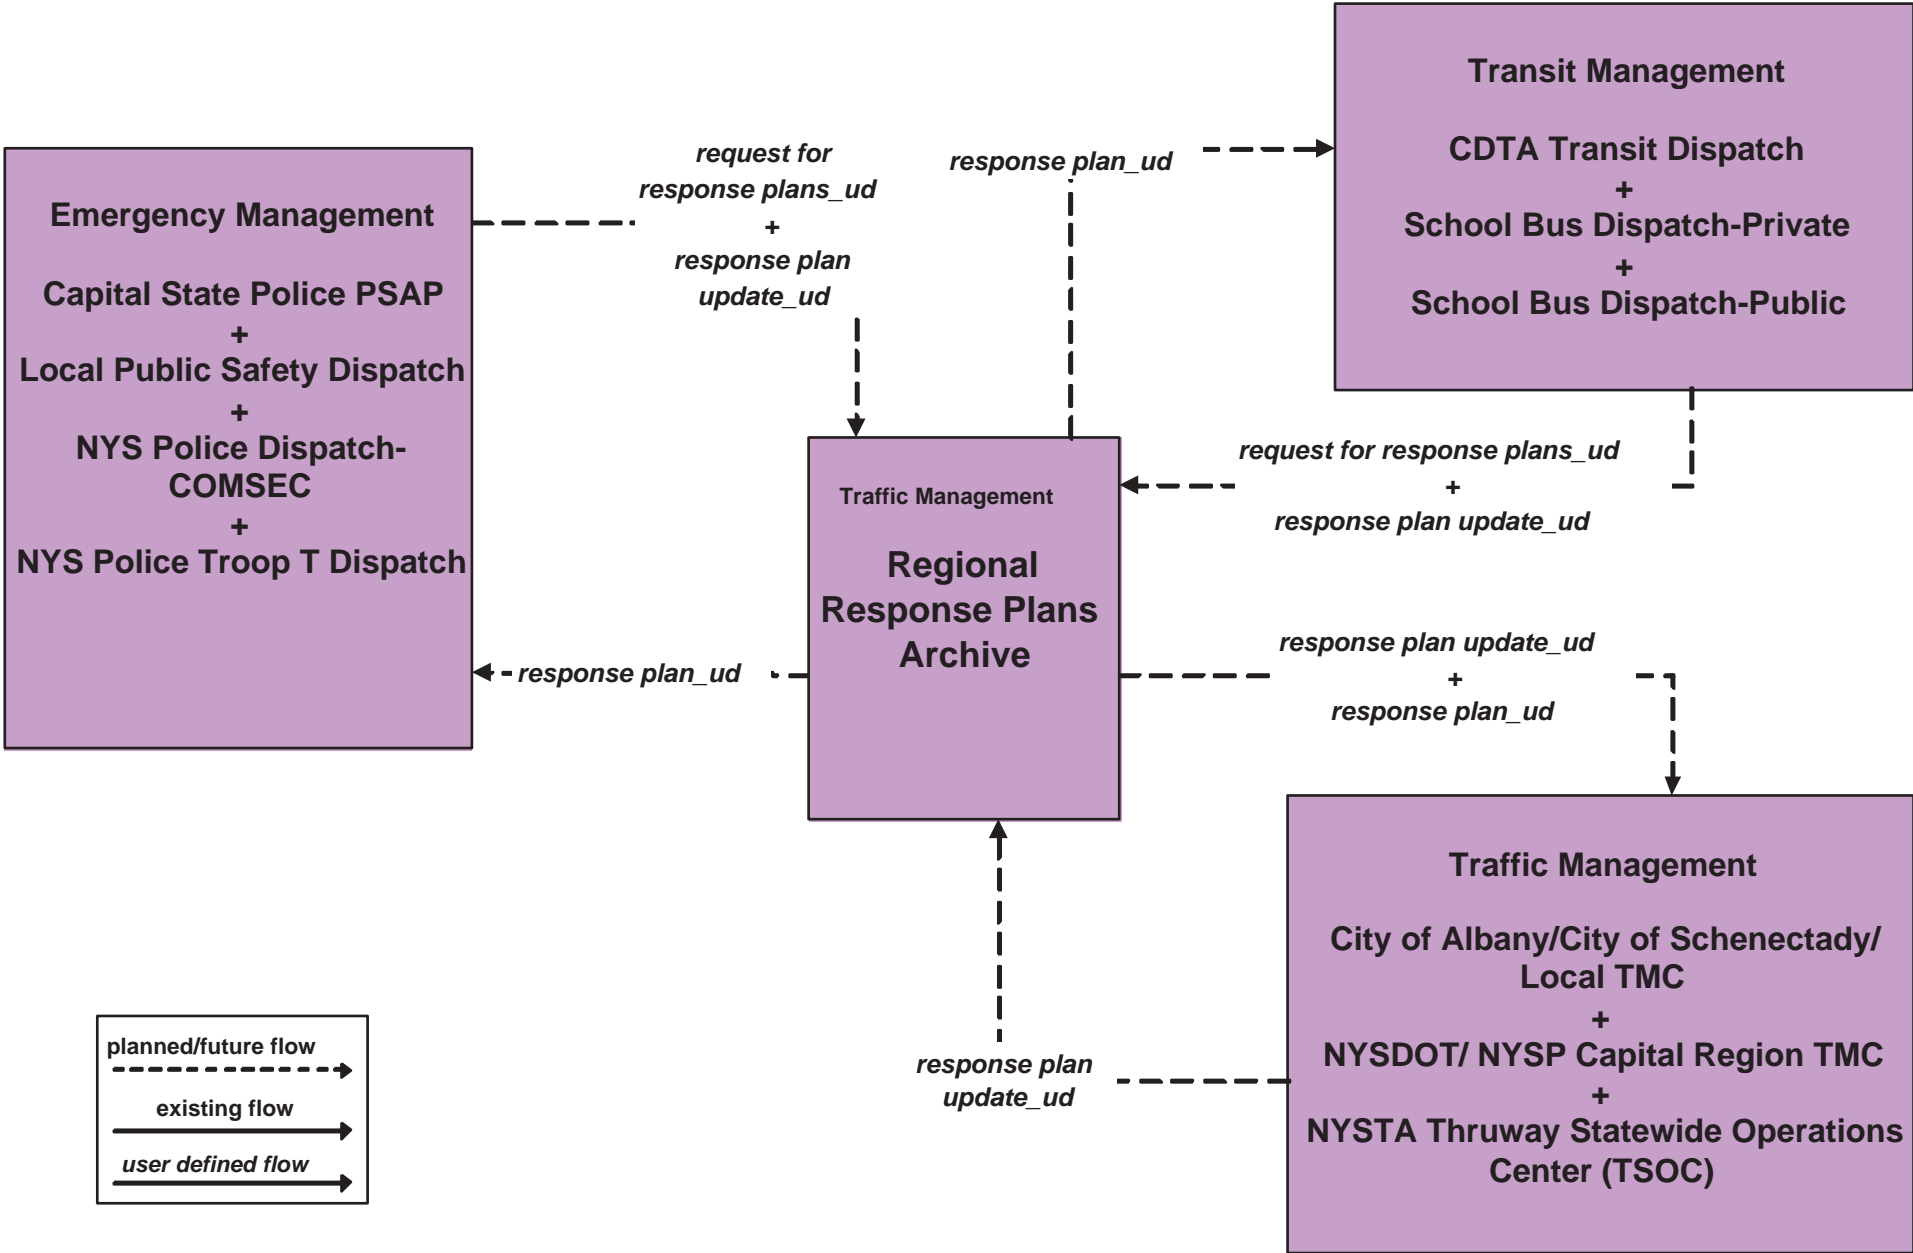 Emergency Management
Capital State Police PSAP
+
Local Public Safety Dispatch
+
NYS Police Dispatch-
COMSEC
+
NYS Police Troop T Dispatch
request for
response plans_ud
+
response plan
update_ud
response plan_ud
Transit Management
CDTA Transit Dispatch
+
School Bus Dispatch-Private
+
School Bus Dispatch-Public
request for response plans_ud
+
response plan update_ud
Traffic Management
Regional
Response Plans
Archive
response plan_ud
response plan update_ud
+
response plan_ud
Traffic Management
City of Albany/City of Schenectady/
Local TMC
+
NYSDOT/ NYSP Capital Region TMC
+
NYSTA Thruway Statewide Operations
Center (TSOC)
response plan
update_ud
planned/future flow
existing flow
user defined flow